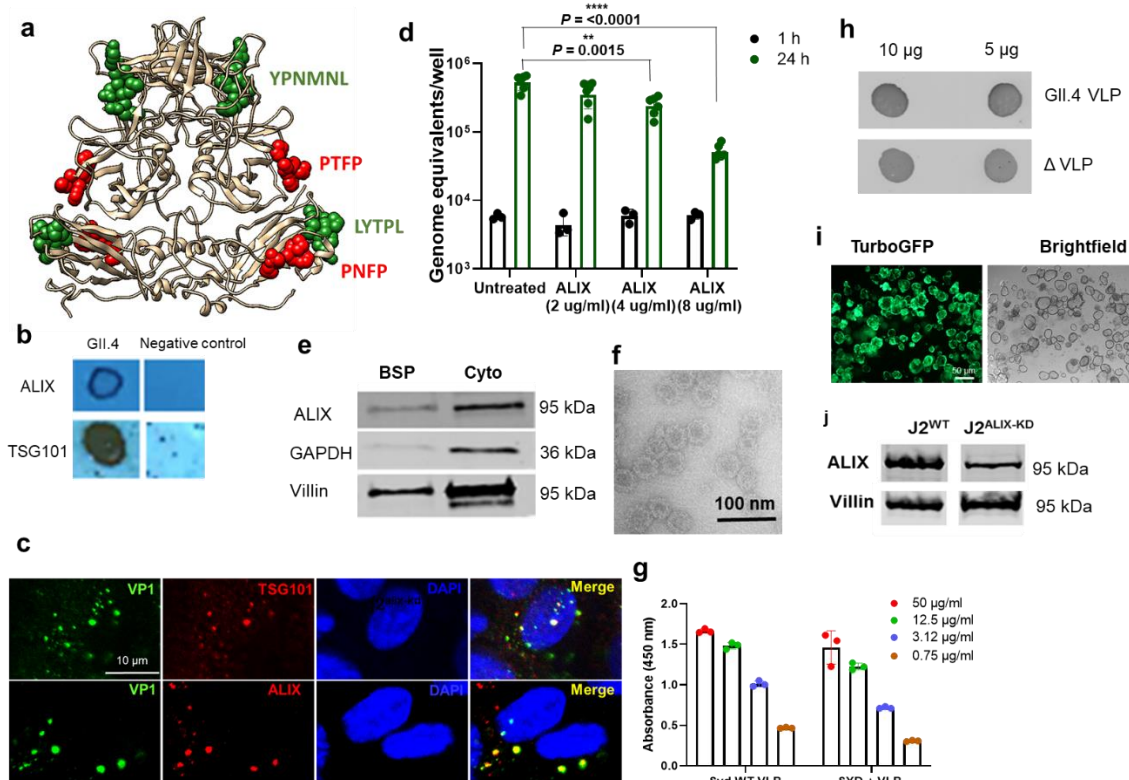 a
YPNMNL
PTFP
LYTPL
PNFP
b
GII.4 Negative control
ALIX
TSG101
c
VP1 TSG101 DAPI Merge
10 µm
VP1 ALIX DAPI Merge
d
****
P = <0.0001
**
P = 0.0015
1 h
24 h
Genome equivalents/well
10⁶
10⁵
10⁴
10³
Untreated ALIX ALIX ALIX
(2 ug/ml) (4 ug/ml) (8 ug/ml)
e
BSP Cyto
ALIX 95 kDa
GAPDH 36 kDa
Villin 95 kDa
f
100 nm
g
Absorbance (450 nm)
2.0
1.5
1.0
0.5
0.0
50 µg/ml
12.5 µg/ml
3.12 µg/ml
0.75 µg/ml
h
10 µg 5 µg
GII.4 VLP
Δ VLP
i
TurboGFP Brightfield
50 µm
j
J2ᵂᵀ J2ᴬᴸᴵˣ⁻ᴷᴰ
ALIX 95 kDa
Villin